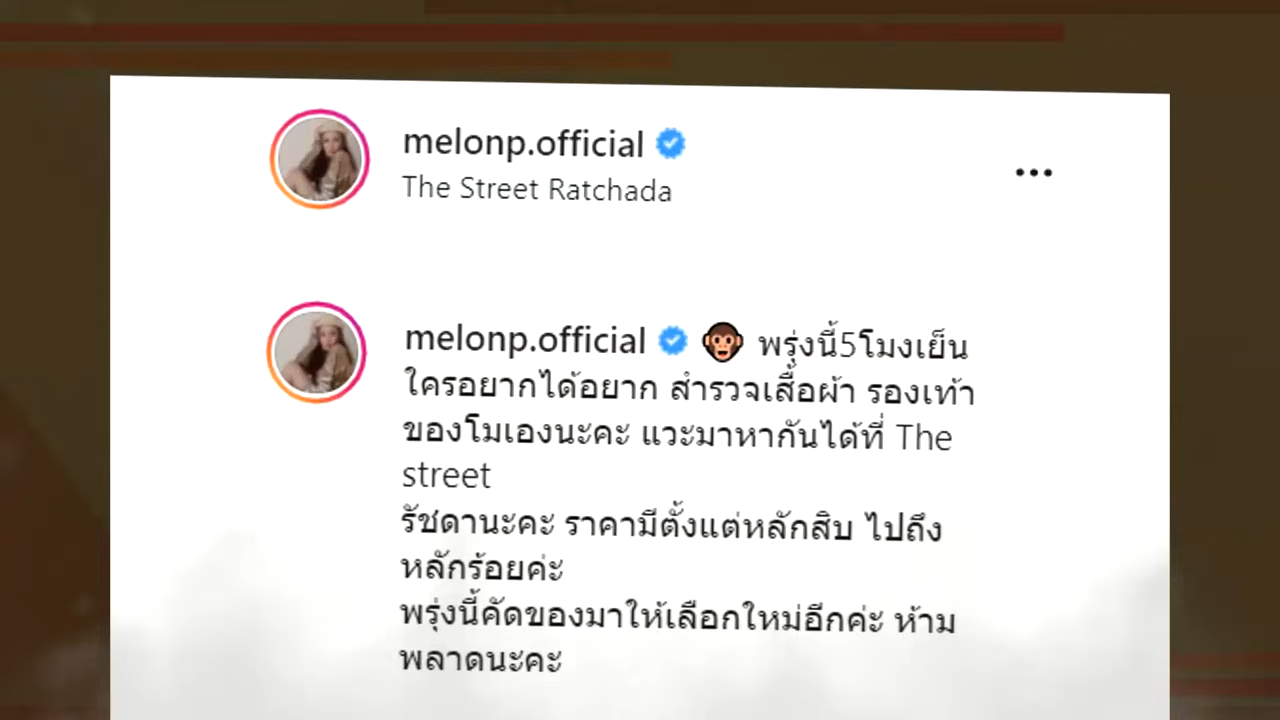 melonp.official
The Street Ratchada
melonp.official 🐵 พรุ่งนี้5โมงเย็น
ใครอยากได้อยาก สำรวจเสื้อผ้า รองเท้า
ของโมเองนะคะ แวะมาหากันได้ที่ The
street
รัชดานะคะ ราคามีตั้งแต่หลักสิบ ไปถึง
หลักร้อยค่ะ
พรุ่งนี้คัดของมาให้เลือกใหม่อีกค่ะ ห้าม
พลาดนะคะ